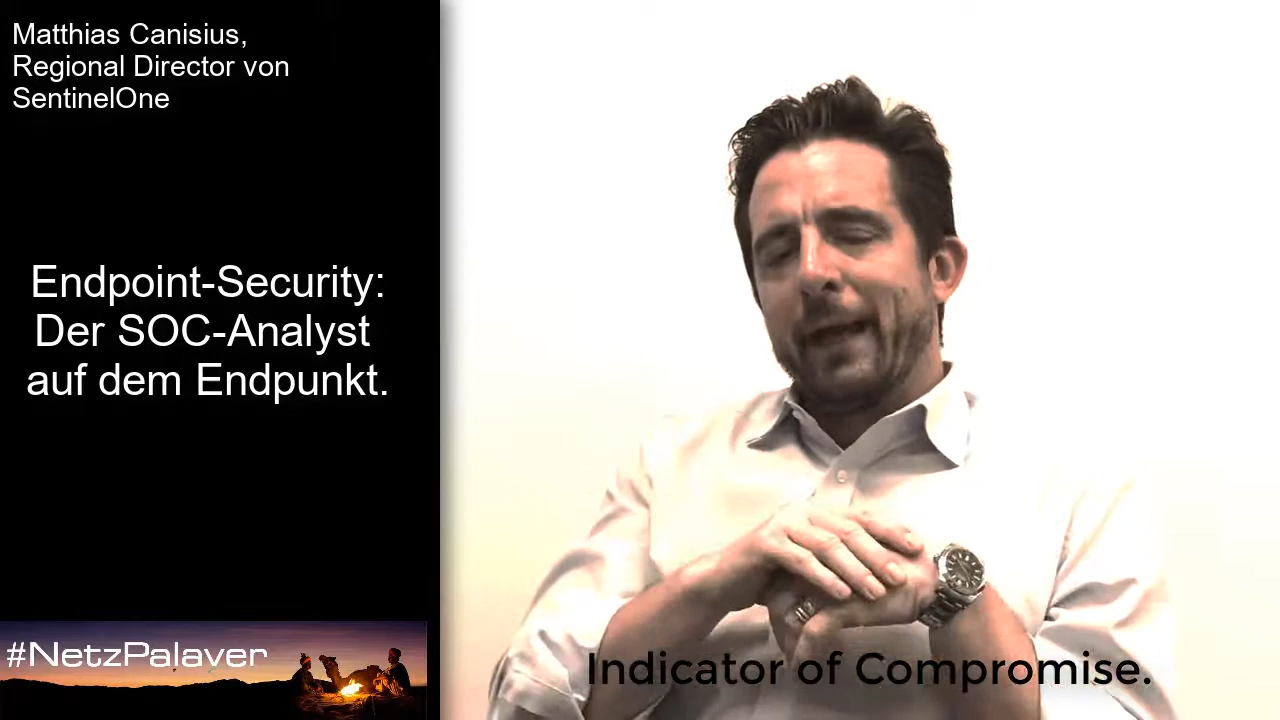 Matthias Canisius,
Regional Director von
SentinelOne
Endpoint-Security:
Der SOC-Analyst
auf dem Endpunkt.
#NetzPalaver
Indicator of Compromise.